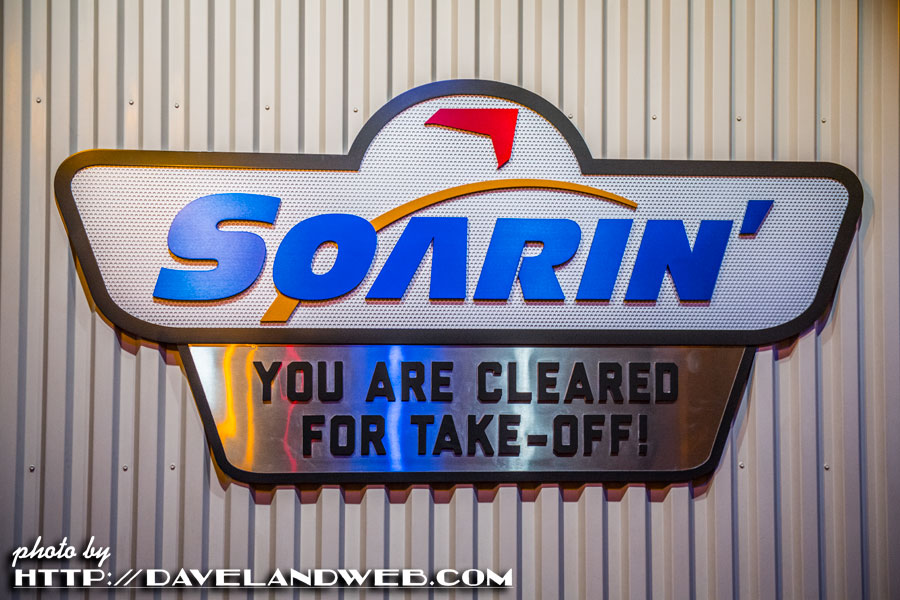 SOARIN'
YOU ARE CLEARED
FOR TAKE-OFF!
photo by
HTTP://DAVELANDWEB.COM